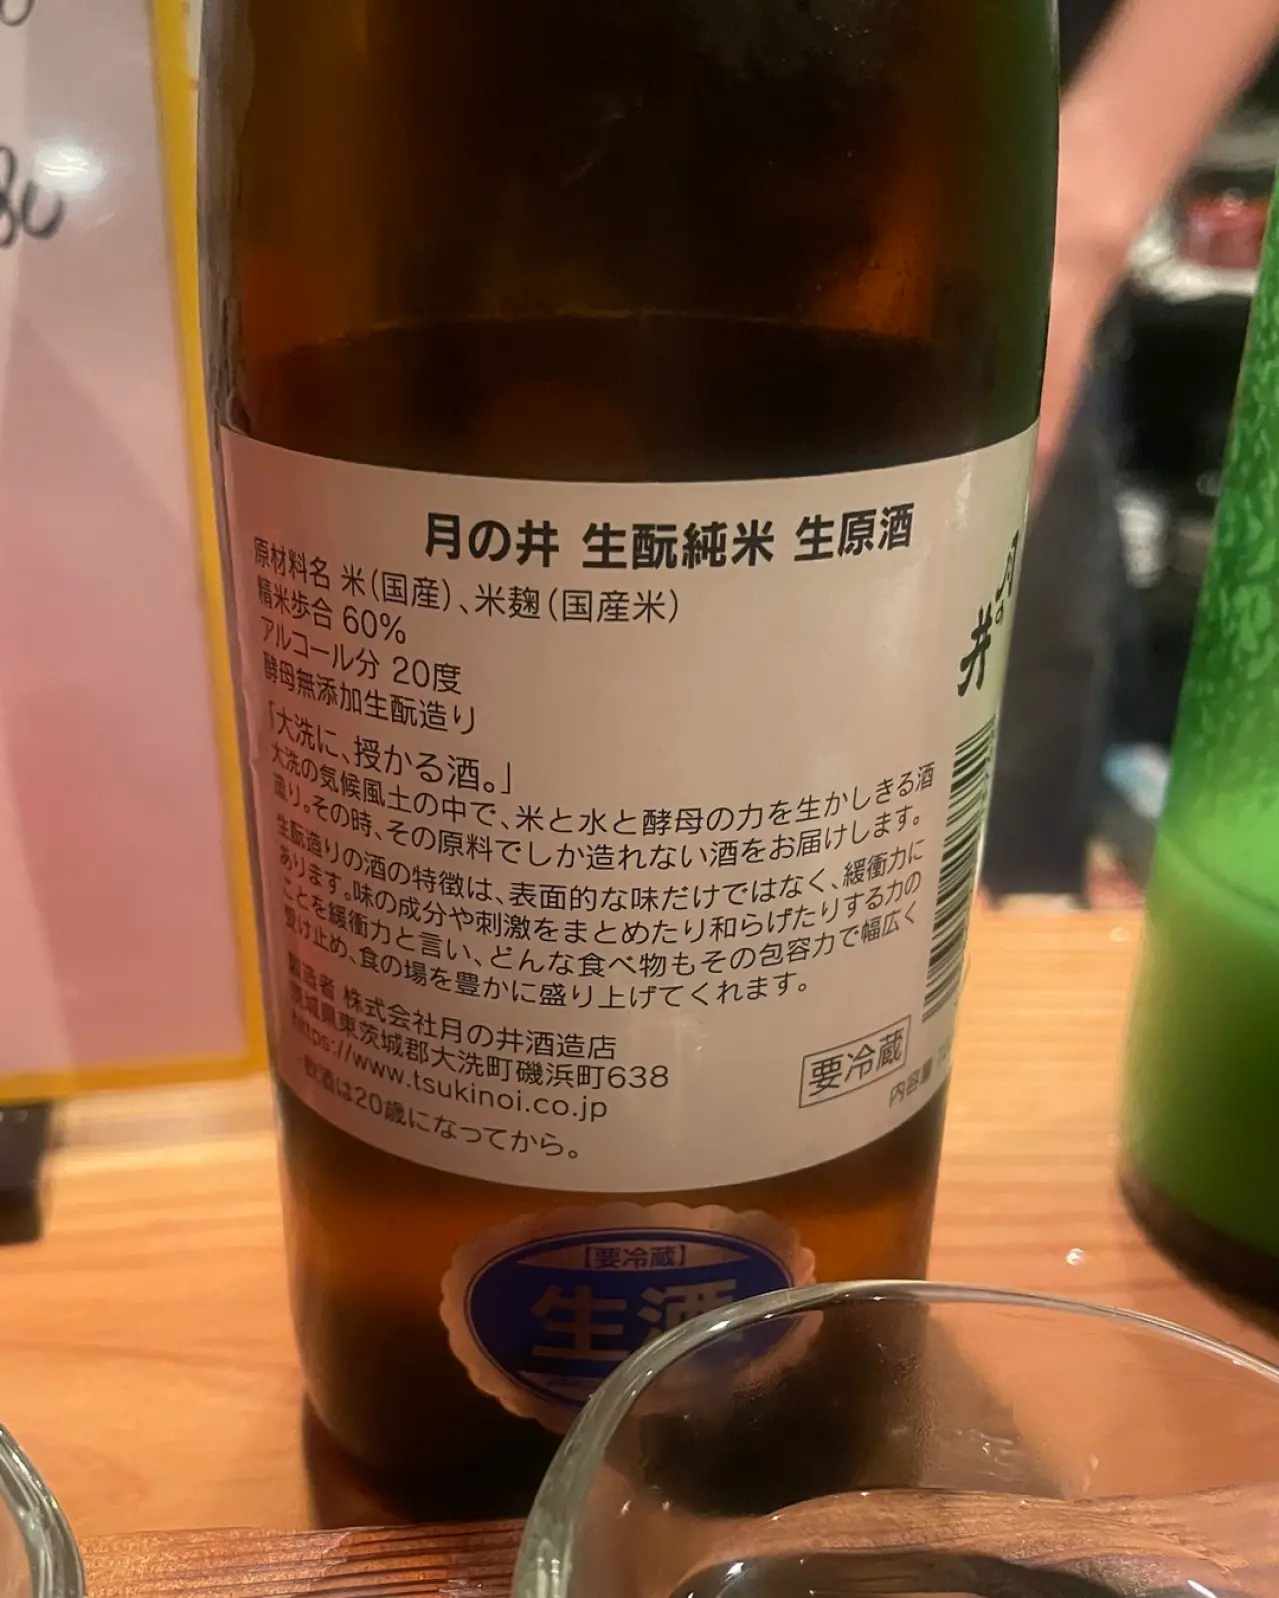 月の井 生酛純米 生原酒
原材料名 米(国産)、米麹(国産米)
精米歩合 60%
アルコール分 20度
酵母無添加生酛造り
「大洗に、授かる酒。」
大洗の気候風土の中で、米と水と酵母の力を生かしきる酒
造り。その時、その原料でしか造れない酒をお届けします。
生酛造りの酒の特徴は、表面的な味だけではなく、緩衝力に
あります。味の成分や刺激をまとめたり和らげたりする力の
ことを緩衝力と言い、どんな食べ物もその包容力で幅広く
受け止め、食の場を豊かに盛り上げてくれます。
製造者 株式会社月の井酒造店
茨城県東茨城郡大洗町磯浜町638
https://www.tsukinoi.co.jp
飲酒は20歳になってから。
要冷蔵
内容量
月の井
【要冷蔵】
生酒